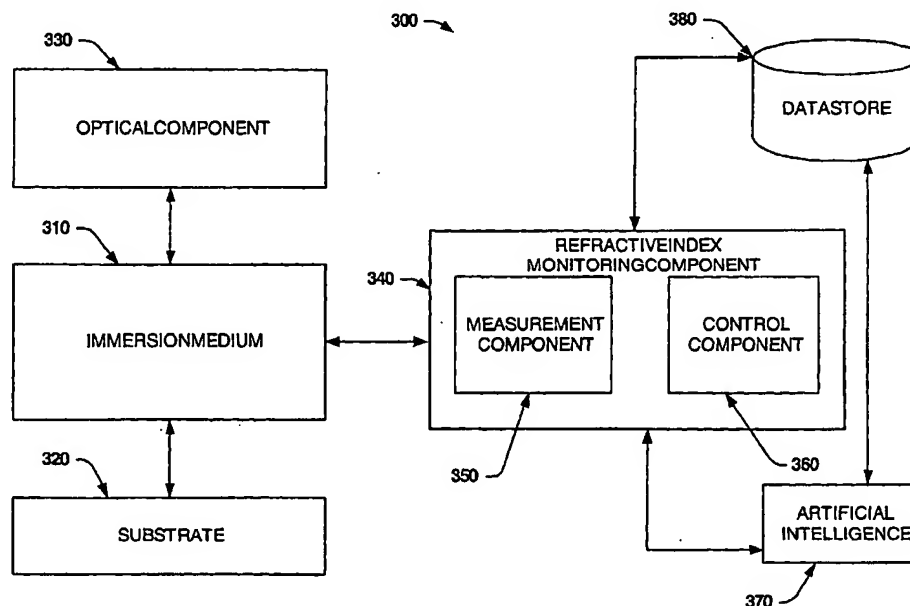 300
330
380
OPTICALCOMPONENT
DATASTORE
310
340
REFRACTIVEINDEX
MONITORINGCOMPONENT
IMMERSIONMEDIUM
MEASUREMENT
COMPONENT
CONTROL
COMPONENT
320
350
360
SUBSTRATE
ARTIFICIAL
INTELLIGENCE
370